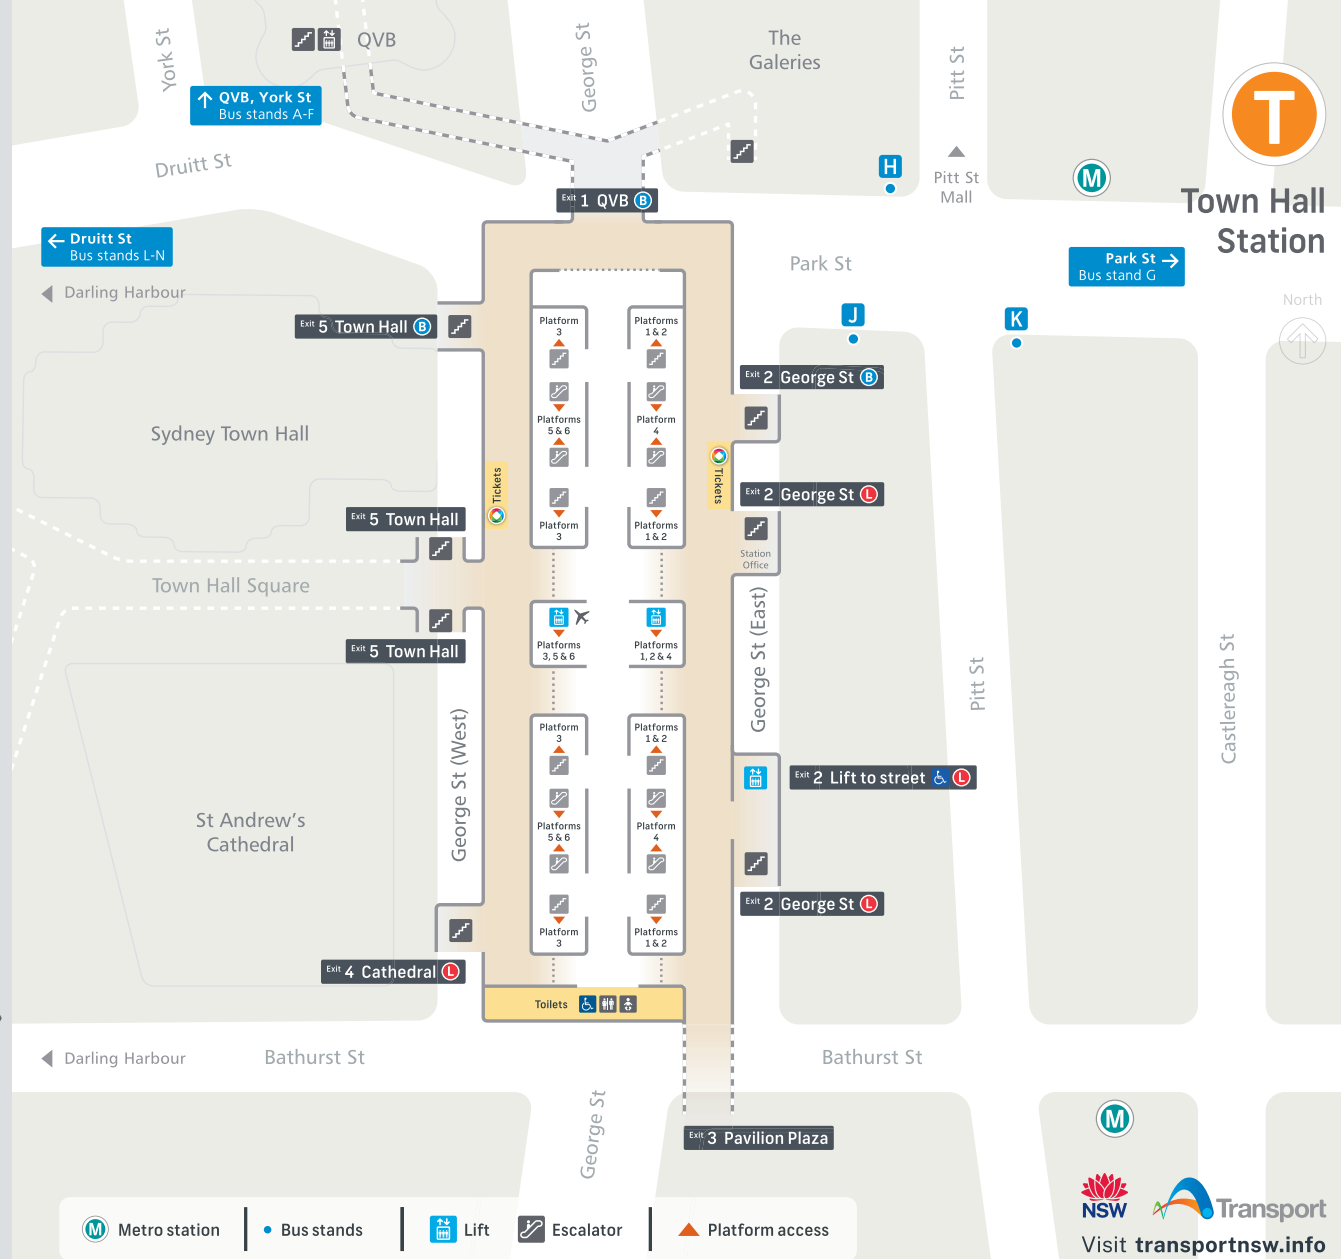 York St
QVB
George St
The
Galeries
Pitt St
T
QVB, York St
Bus stands A-F
Druitt St
H
Pitt St
Mall
M
Town Hall
Station
Exit 1 QVB B
Druitt St
Bus stands L-N
Park St
Park St
Bus stand G
Darling Harbour
North
Exit 5 Town Hall B
Platform
3
Platforms
1 & 2
J
K
Exit 2 George St B
Platforms
5 & 6
Platform
4
Sydney Town Hall
Tickets
Tickets
Exit 2 George St L
Exit 5 Town Hall
Platform
3
Platforms
1 & 2
Station
Office
Town Hall Square
George St (East)
Exit 5 Town Hall
Platforms
3, 5 & 6
Platforms
1, 2 & 4
Pitt St
Castlereagh St
George St (West)
Platform
3
Platforms
1 & 2
Exit 2 Lift to street L
St Andrew's
Cathedral
Platforms
5 & 6
Platform
4
Exit 2 George St L
Platform
3
Platforms
1 & 2
Exit 4 Cathedral L
Toilets
Darling Harbour
Bathurst St
Bathurst St
George St
M
Exit 3 Pavilion Plaza
NSW
Transport
M Metro station
Bus stands
Lift
Escalator
Platform access
Visit transportnsw.info